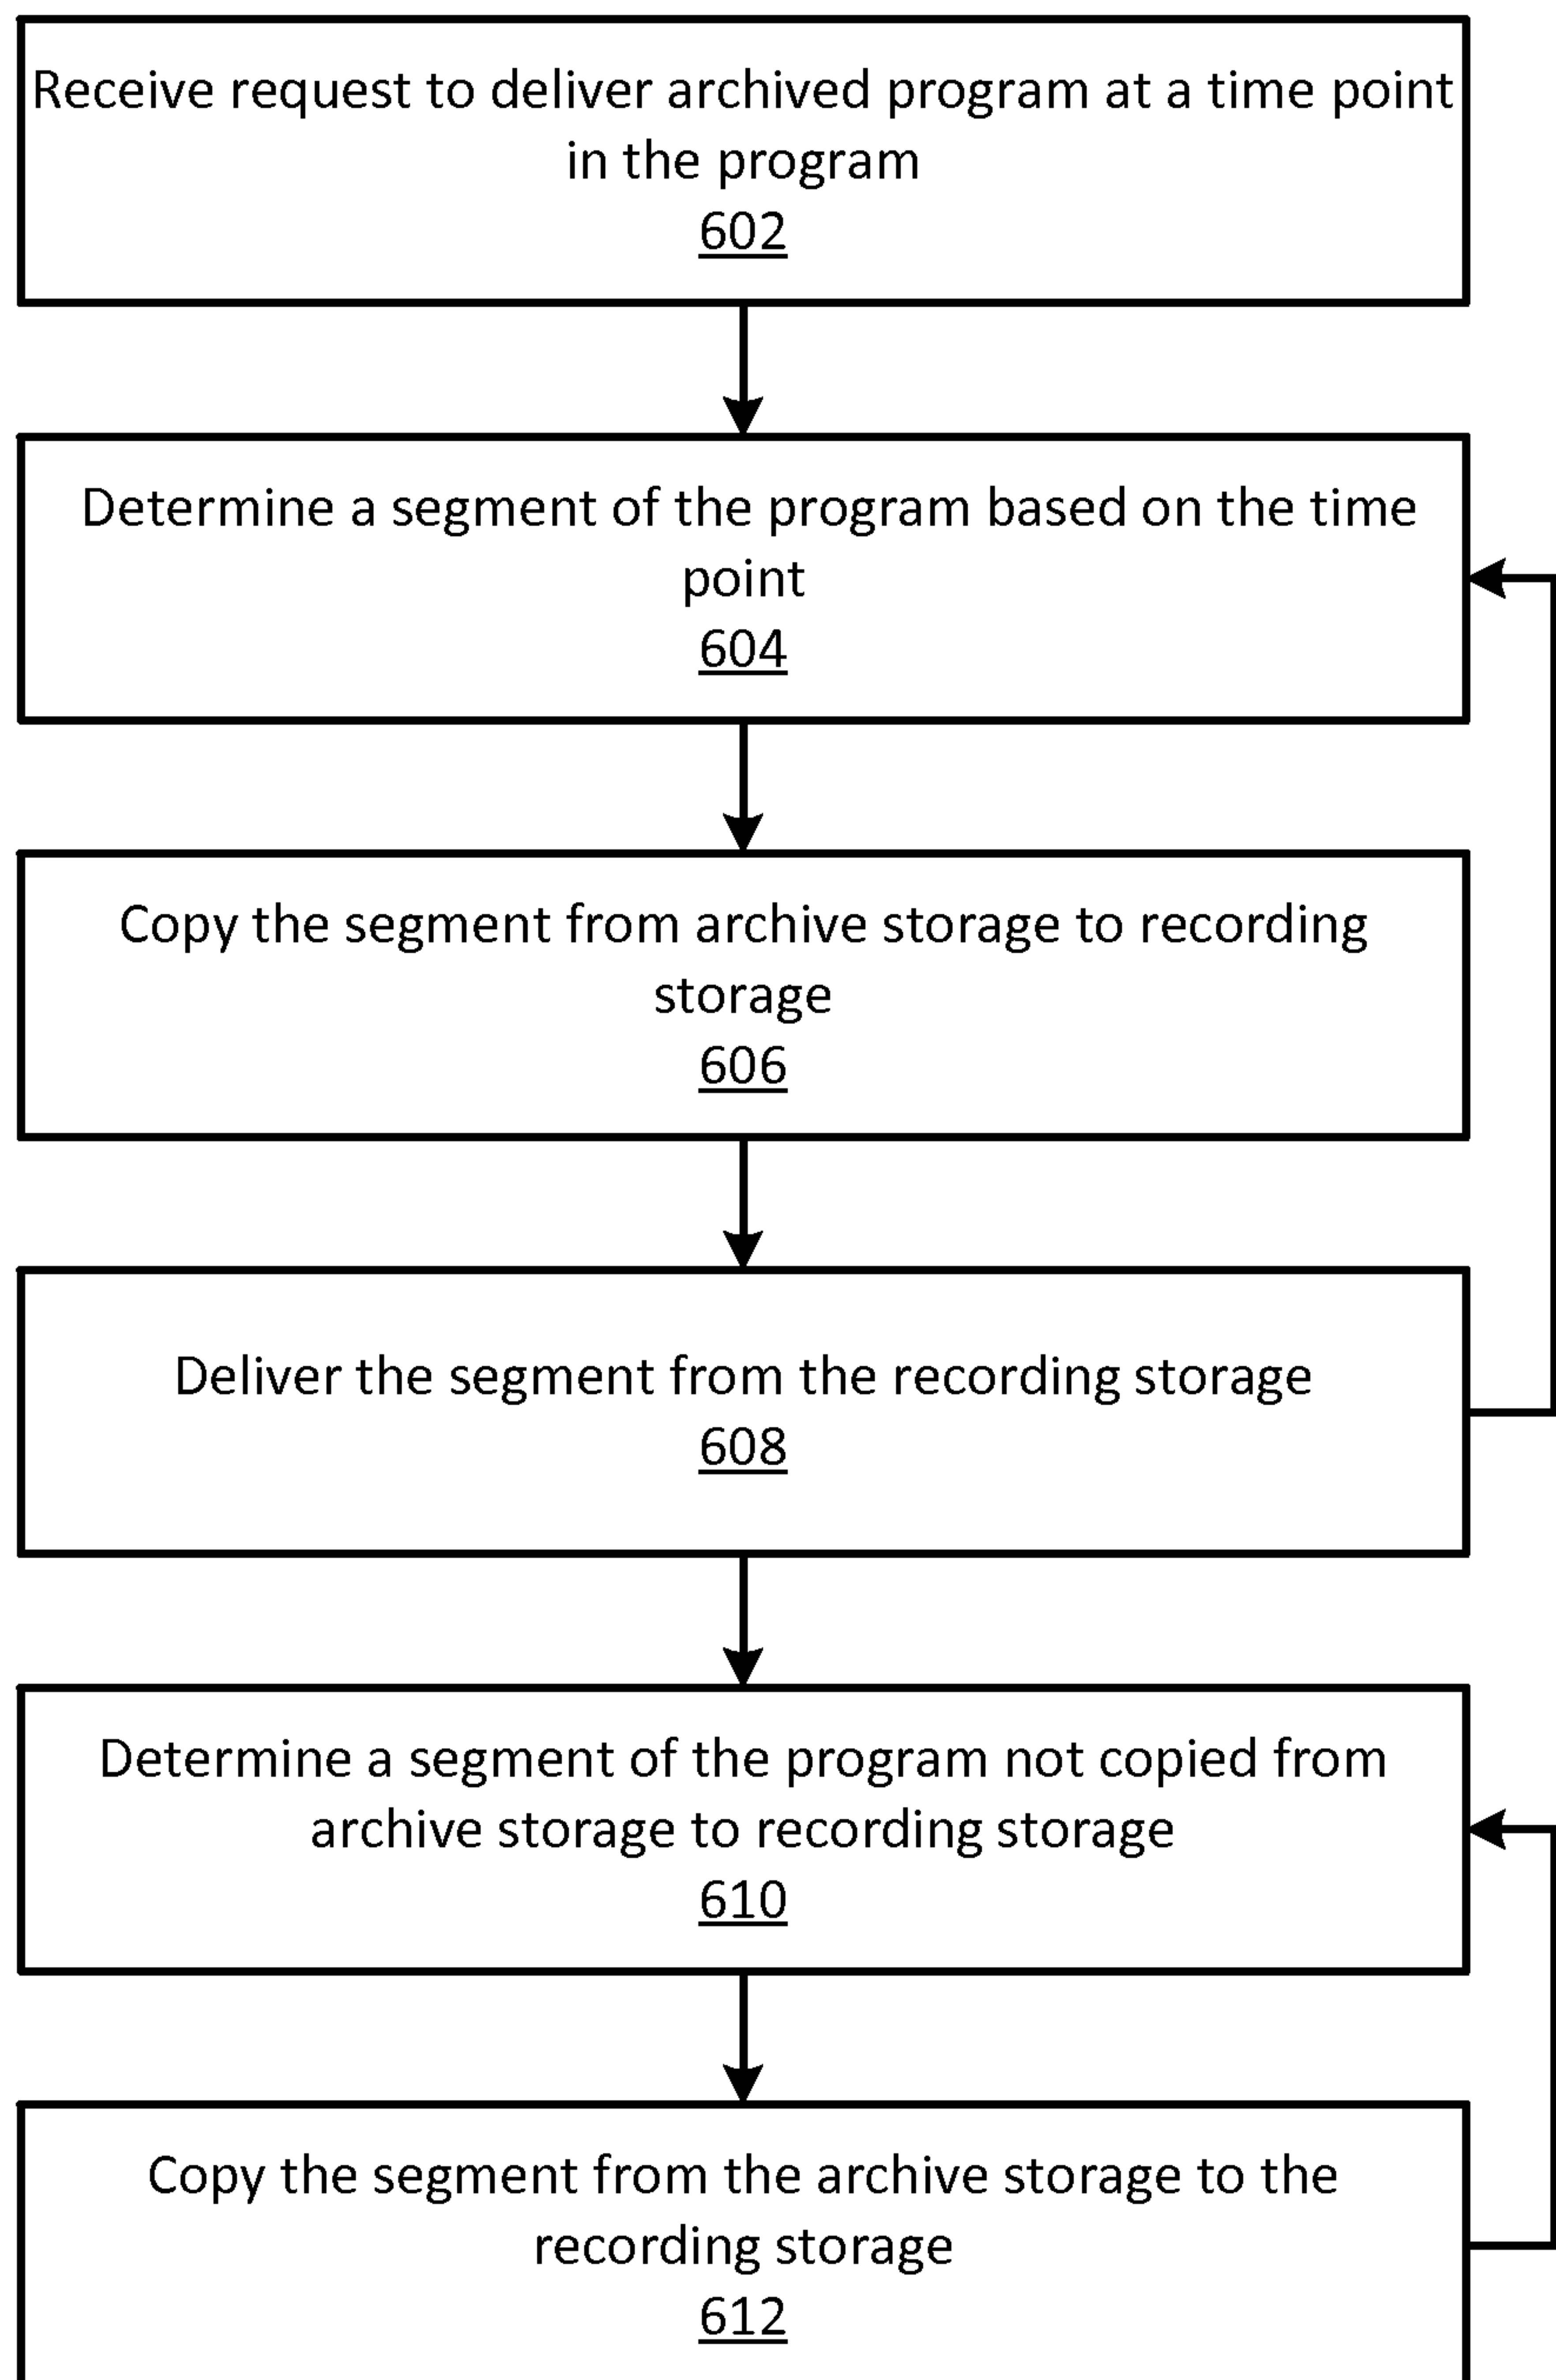 Receive request to deliver archived program at a time point
in the program
602
Determine a segment of the program based on the time
point
604
Copy the segment from archive storage to recording
storage
606
Deliver the segment from the recording storage
608
Determine a segment of the program not copied from
archive storage to recording storage
610
Copy the segment from the archive storage to the
recording storage
612